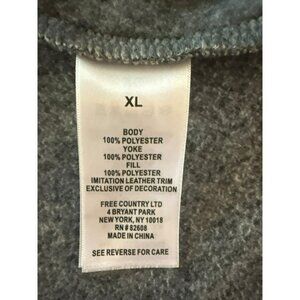 XL
BODY
100% POLYESTER
YOKE
100% POLYESTER
FILL
100% POLYESTER
IMITATION LEATHER TRIM
EXCLUSIVE OF DECORATION
FREE COUNTRY LTD
4 BRYANT PARK
NEW YORK, NY 10018
RN # 82608
MADE IN CHINA
SEE REVERSE FOR CARE